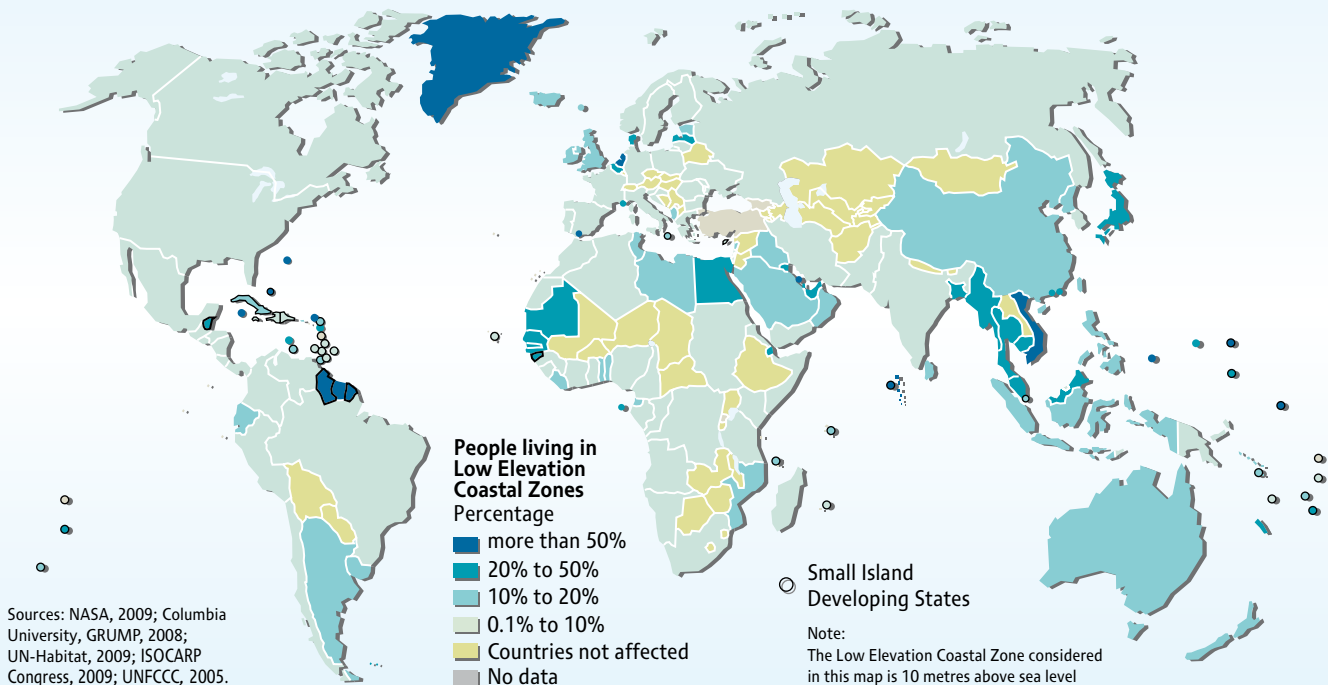 People living in
Low Elevation
Coastal Zones
Percentage
more than 50%
20% to 50%
10% to 20%
0.1% to 10%
Countries not affected
No data
Small Island
Developing States
Note:
The Low Elevation Coastal Zone considered
in this map is 10 metres above sea level
Sources: NASA, 2009; Columbia
University, GRUMP, 2008;
UN-Habitat, 2009; ISOCARP
Congress, 2009; UNFCCC, 2005.